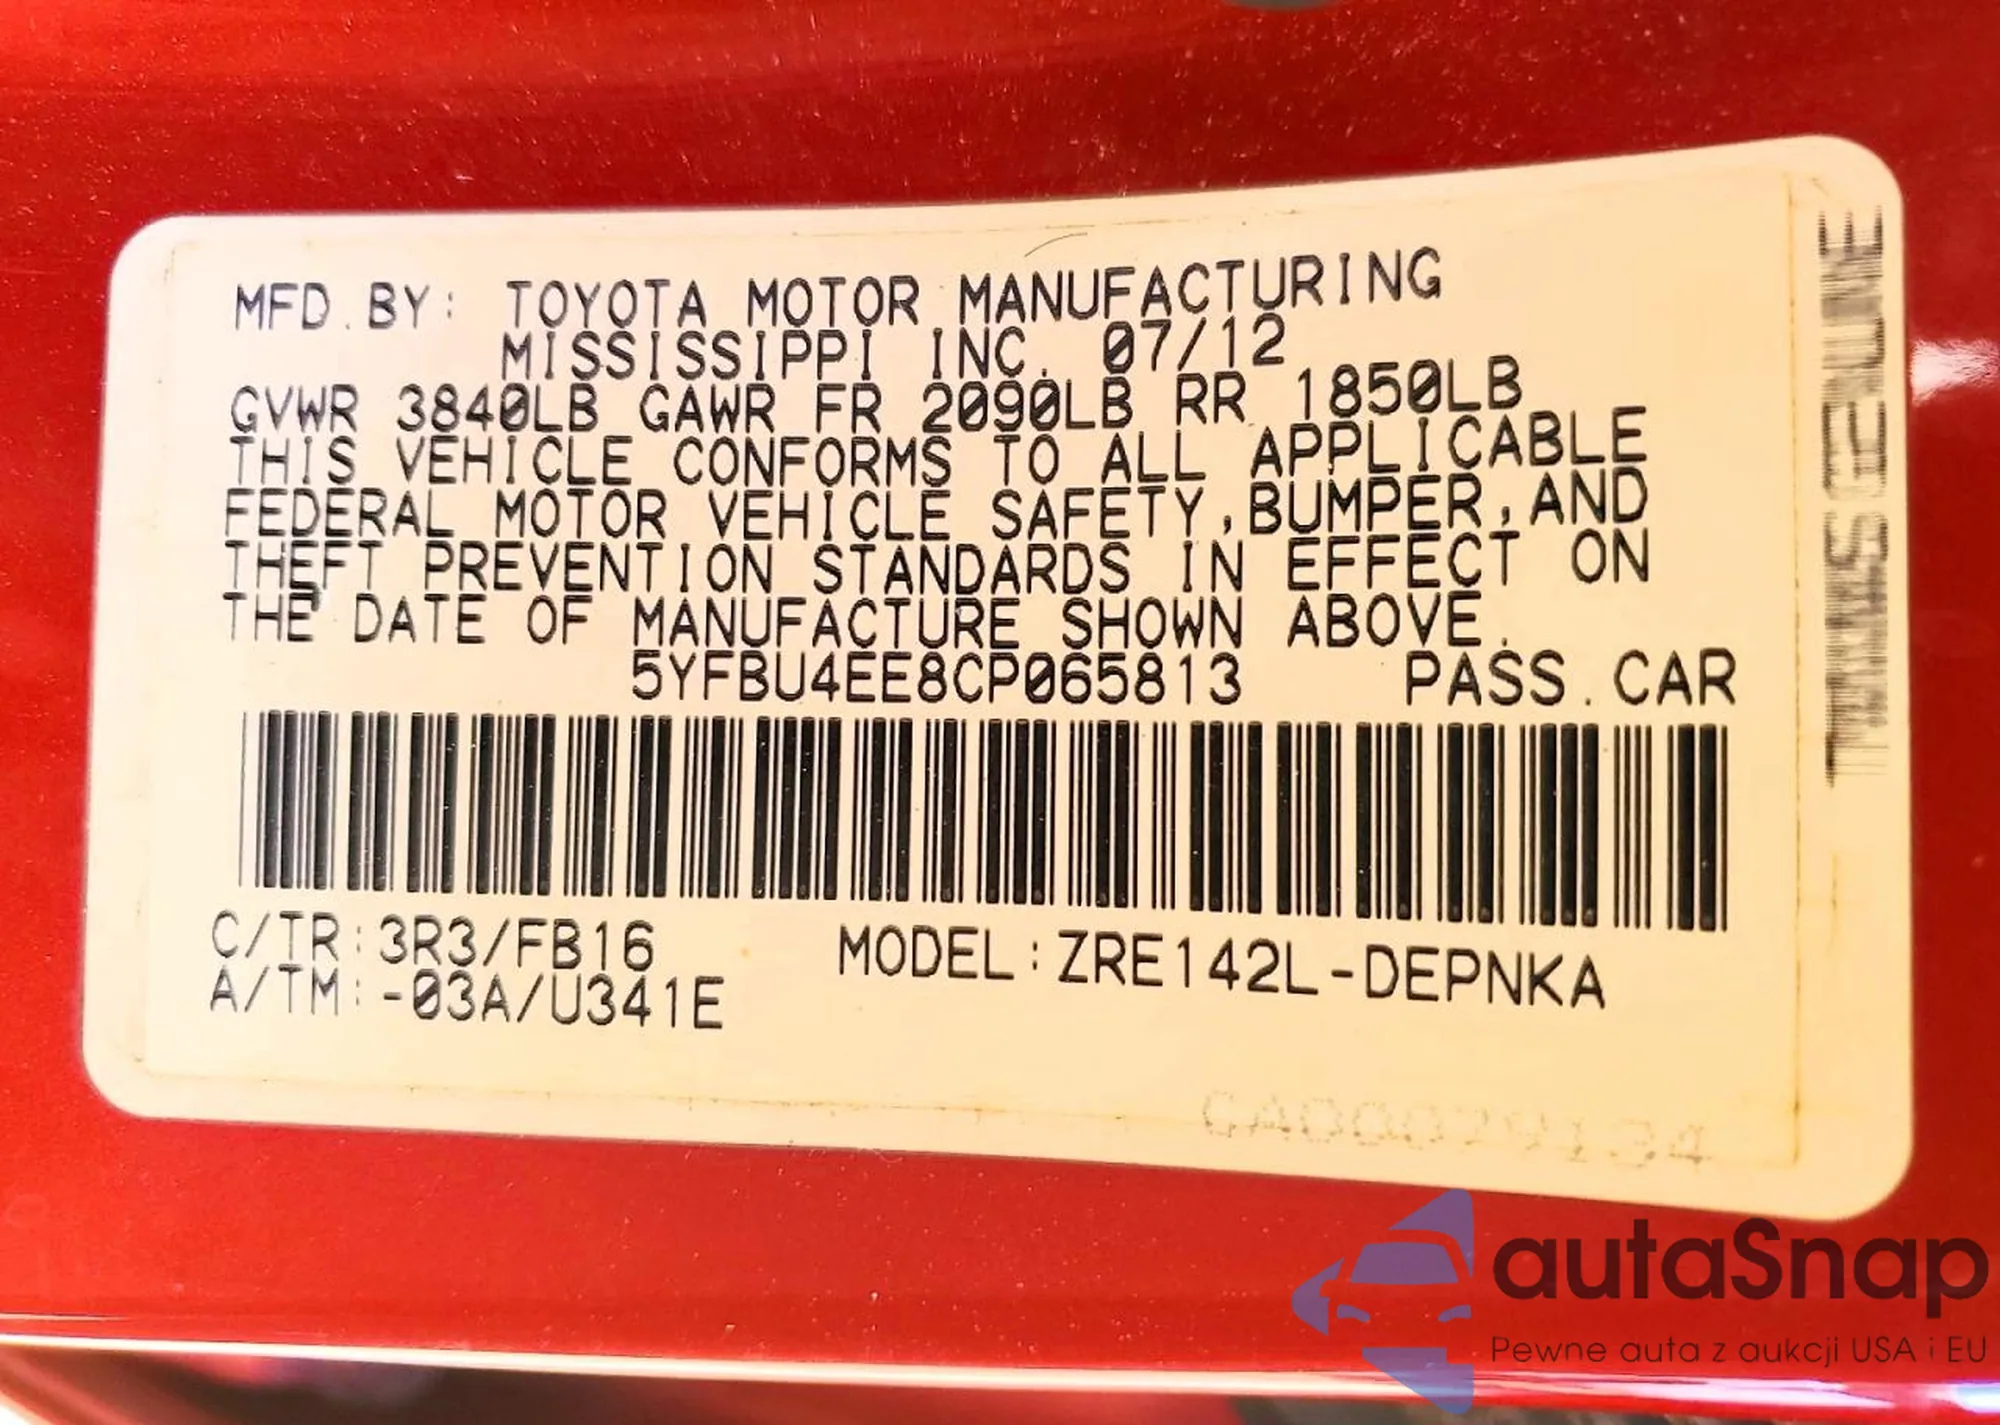 MFD.BY: TOYOTA MOTOR MANUFACTURING
MISSISSIPPI INC. 07/12
GVWR 3840LB GAWR FR 2090LB RR 1850LB
THIS VEHICLE CONFORMS TO ALL APPLICABLE
FEDERAL MOTOR VEHICLE SAFETY,BUMPER,AND
THEFT PREVENTION STANDARDS IN EFFECT ON
THE DATE OF MANUFACTURE SHOWN ABOVE.
5YFBU4EE8CP065813 PASS.CAR
C/TR:3R3/FB16
A/TM:-03A/U341E
MODEL:ZRE142L-DEPNKA
autaSnap
Pewne auta z aukcji USA i EU